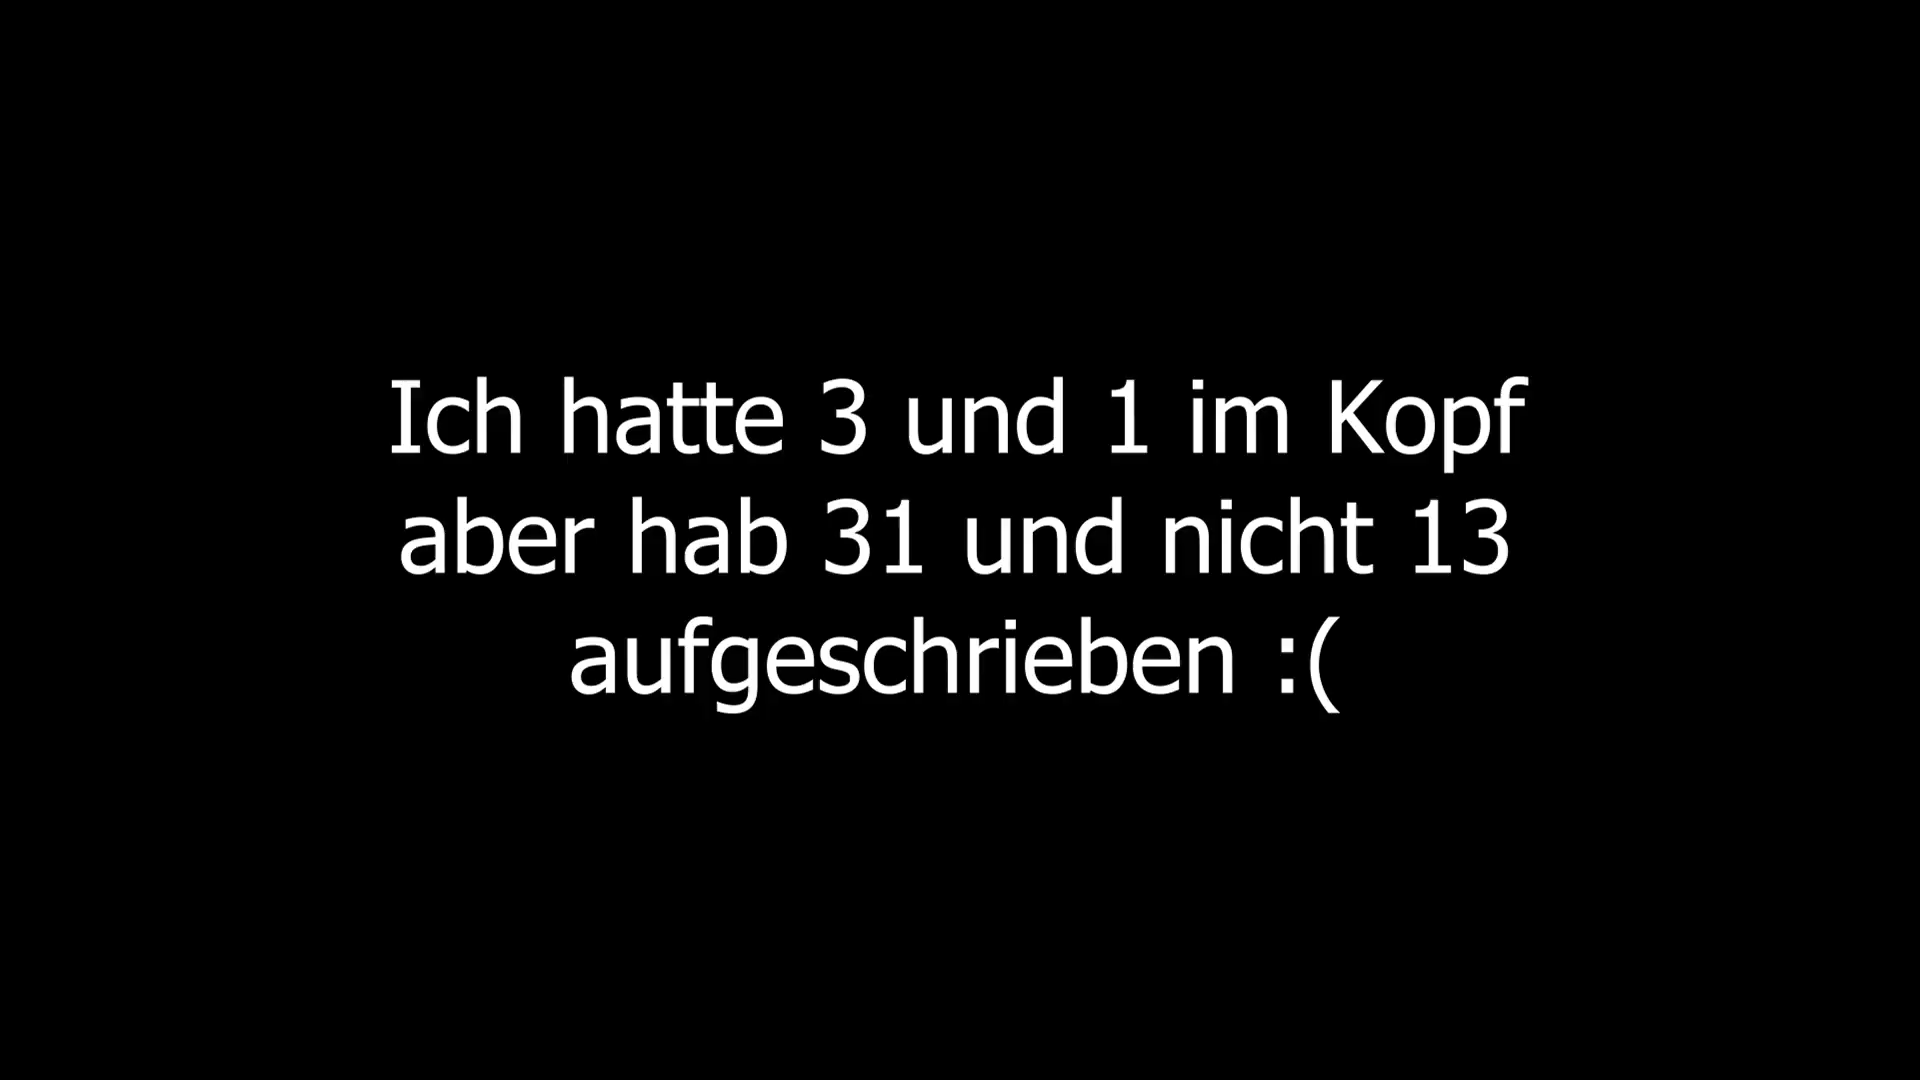 Ich hatte 3 und 1 im Kopf
aber hab 31 und nicht 13
aufgeschrieben :(